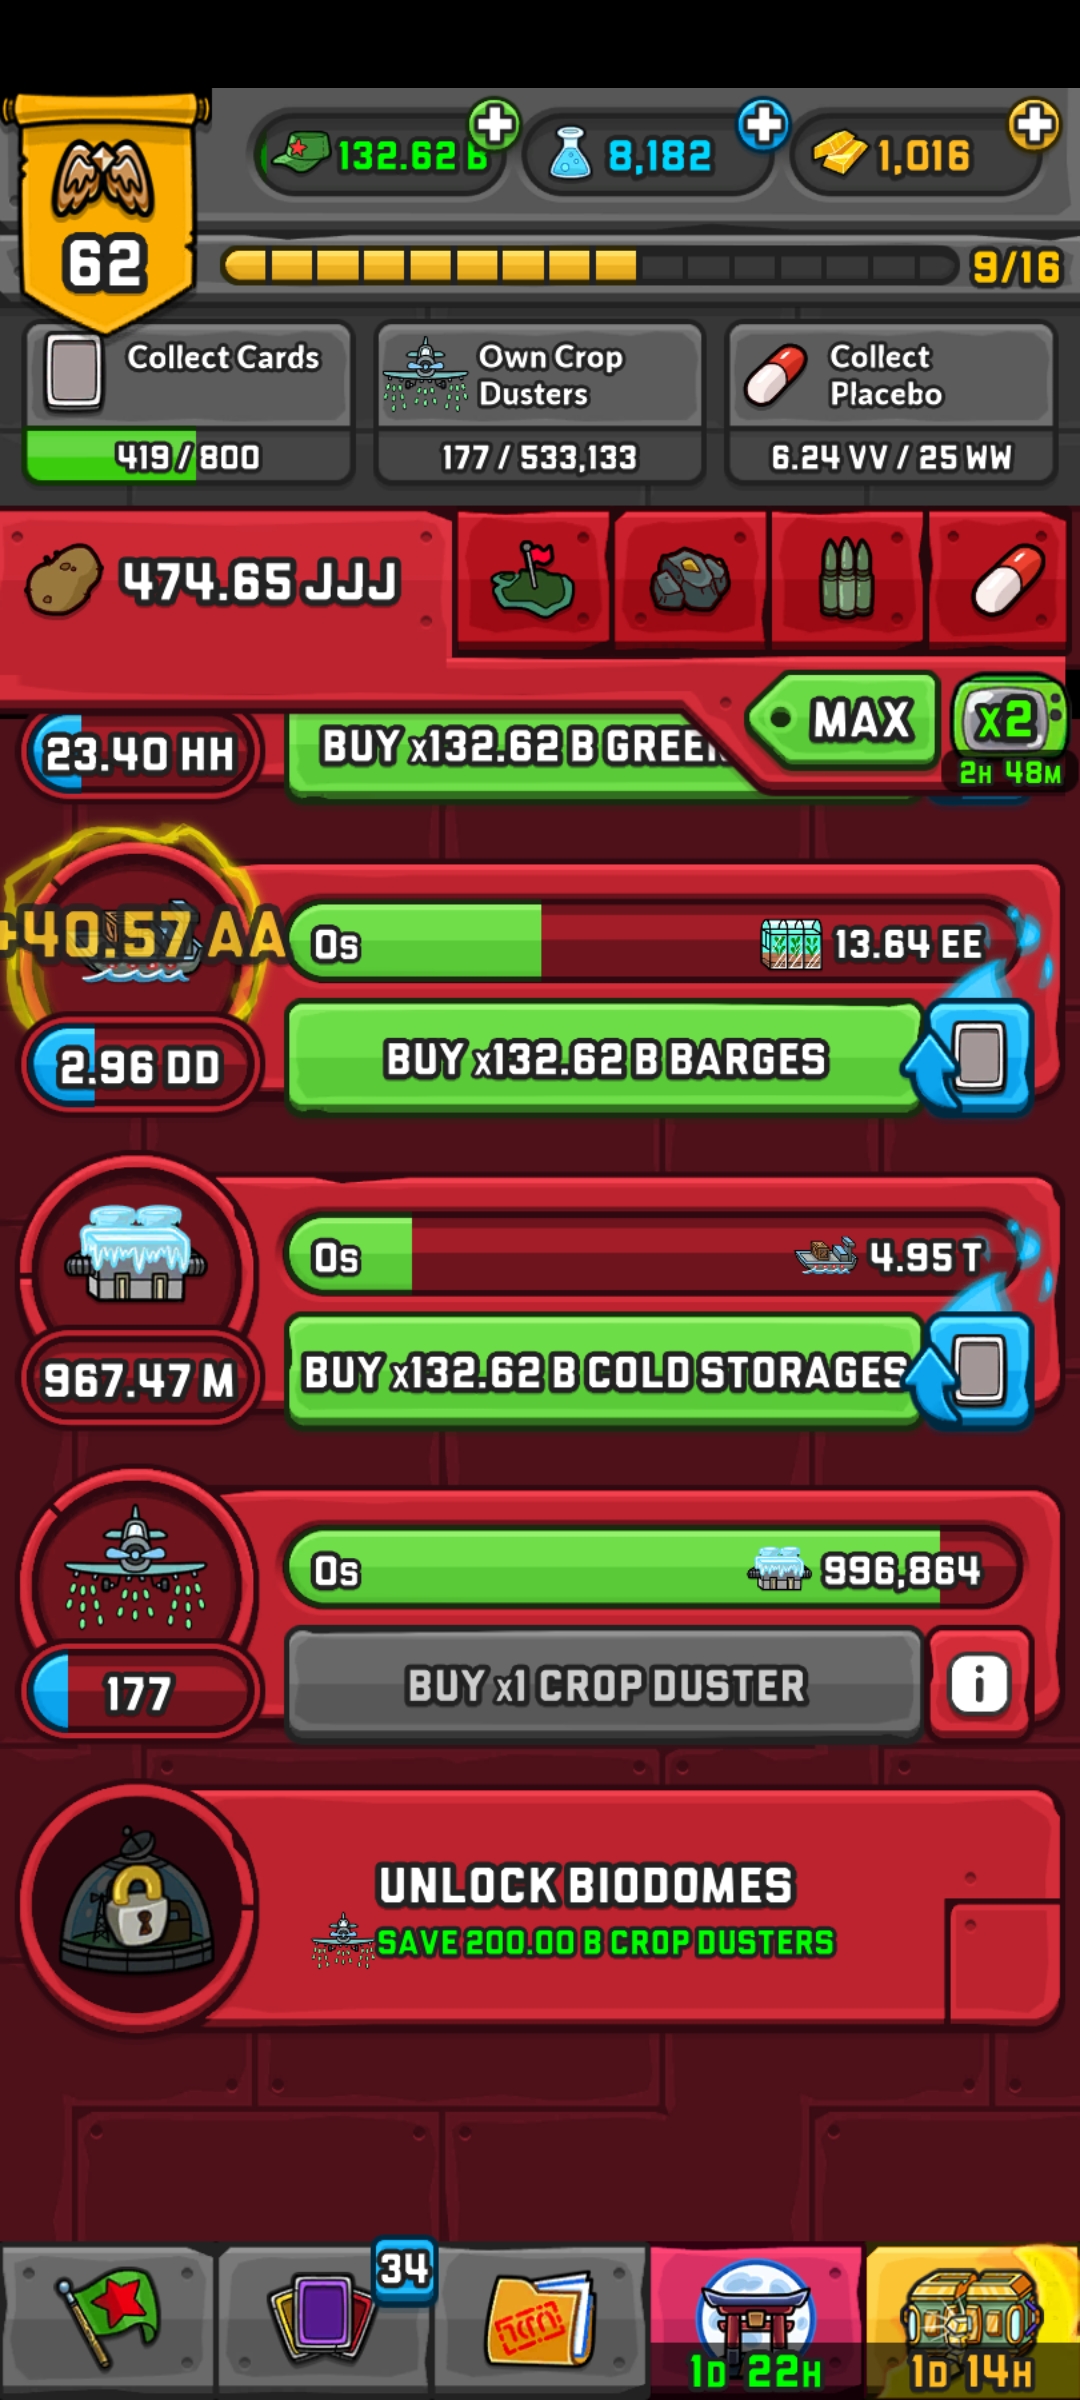 132.62 B
8,182
1,016
62
9/16
Collect Cards
419 / 800
Own Crop
Dusters
177 / 533,133
Collect
Placebo
6.24 VV / 25 WW
474.65 JJJ
MAX
x2
2H 48M
23.40 HH
BUY x132.62 B GREEN
+40.57 AA
0s
13.64 EE
2.96 DD
BUY x132.62 B BARGES
0s
4.95 T
967.47 M
BUY x132.62 B COLD STORAGES
0s
996,864
177
BUY x1 CROP DUSTER
i
UNLOCK BIODOMES
SAVE 200.00 B CROP DUSTERS
34
1D 22H
1D 14H